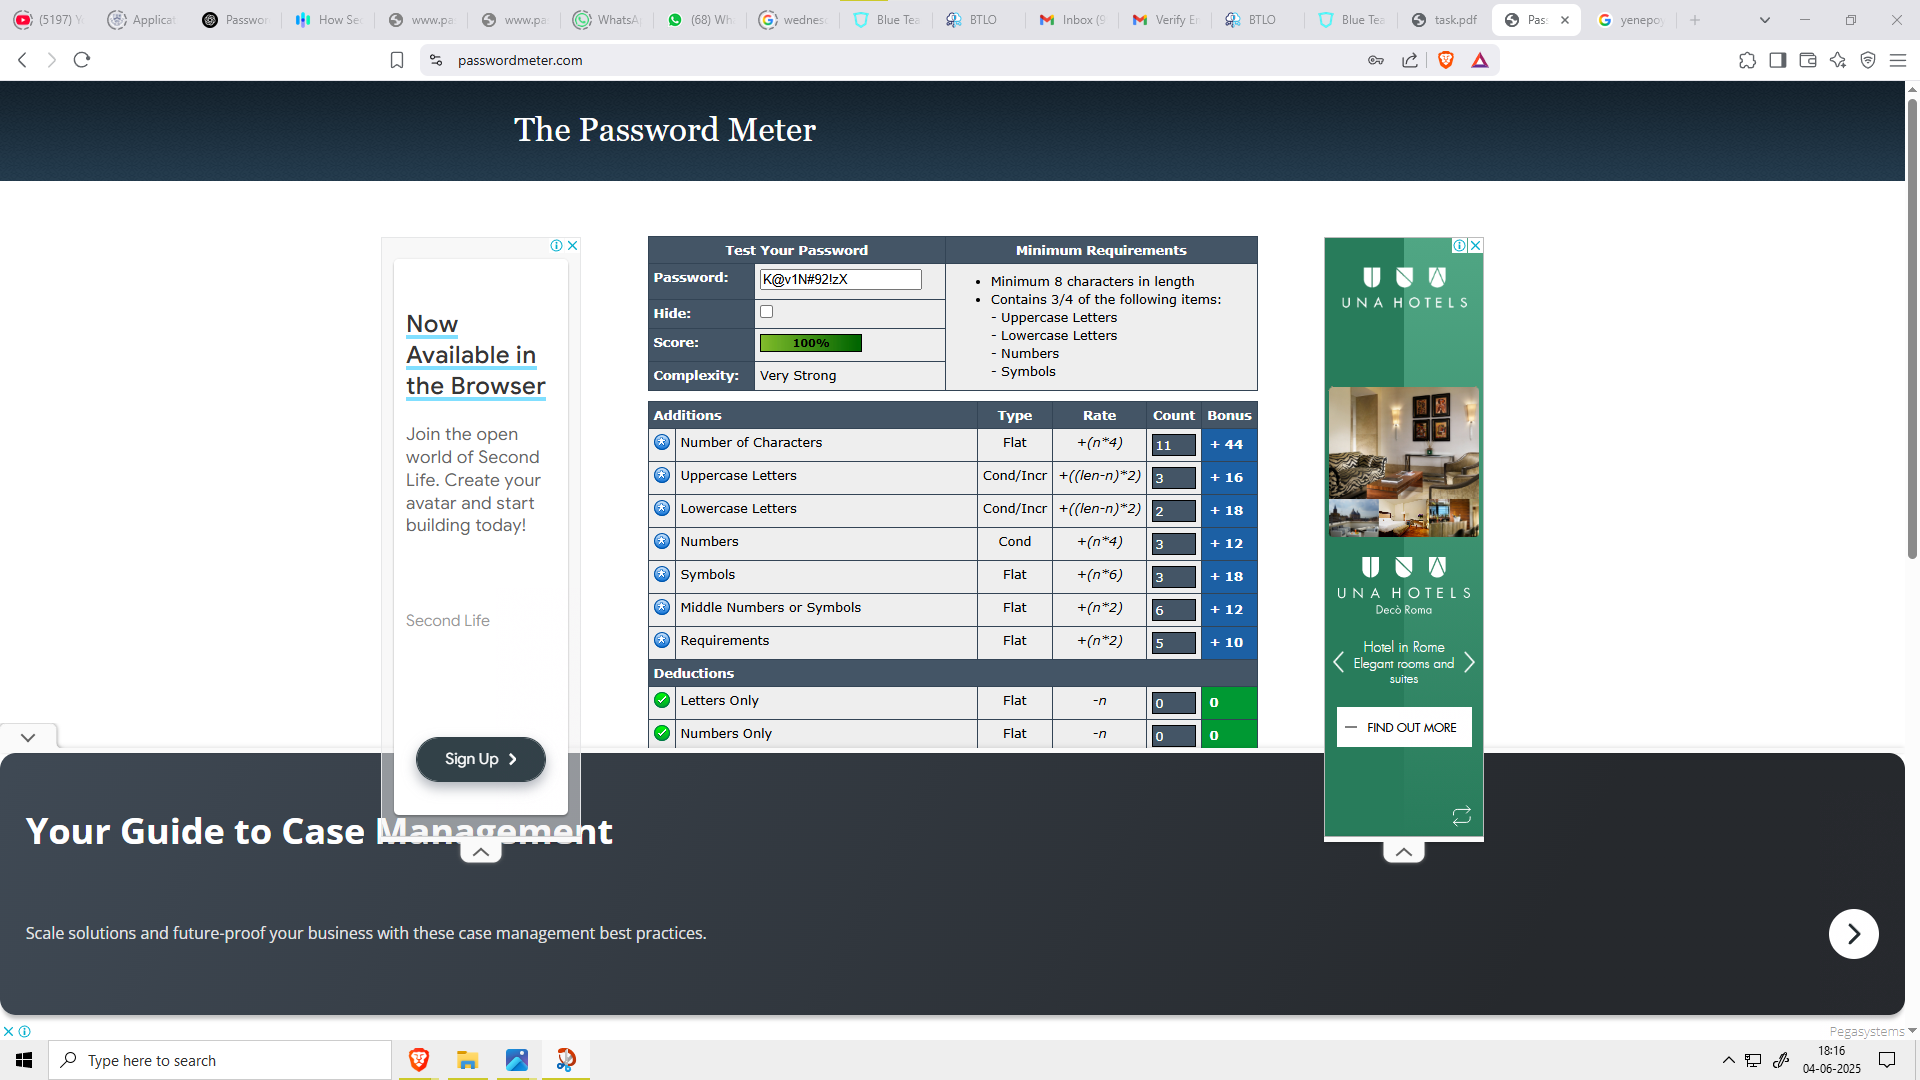 (5197) Y
Applicat
Passwor
How Sec
www.pa
www.pa
WhatsA
(68) Wh
wednes
Blue Tea
BTLO
Inbox (9
Verify Em
BTLO
Blue Tea
task.pdf
Pas
yenepoy
passwordmeter.com
The Password Meter
Now
Available in
the Browser
Join the open
world of Second
Life. Create your
avatar and start
building today!
Second Life
Sign Up
Test Your Password
Minimum Requirements
Password:
K@v1N#92!zX
Hide:
Score:
100%
Complexity:
Very Strong
• Minimum 8 characters in length
• Contains 3/4 of the following items:
- Uppercase Letters
- Lowercase Letters
- Numbers
- Symbols
Additions Type Rate Count Bonus
Number of Characters Flat +(n*4) 11 + 44
Uppercase Letters Cond/Incr +((len-n)*2) 3 + 16
Lowercase Letters Cond/Incr +((len-n)*2) 2 + 18
Numbers Cond +(n*4) 3 + 12
Symbols Flat +(n*6) 3 + 18
Middle Numbers or Symbols Flat +(n*2) 6 + 12
Requirements Flat +(n*2) 5 + 10
Deductions
Letters Only Flat -n 0 0
Numbers Only Flat -n 0 0
UNA HOTELS
UNA HOTELS
Decò Roma
Hotel in Rome
Elegant rooms and
suites
FIND OUT MORE
Your Guide to Case Management
Scale solutions and future-proof your business with these case management best practices.
Pegasystems
Type here to search
18:16
04-06-2025